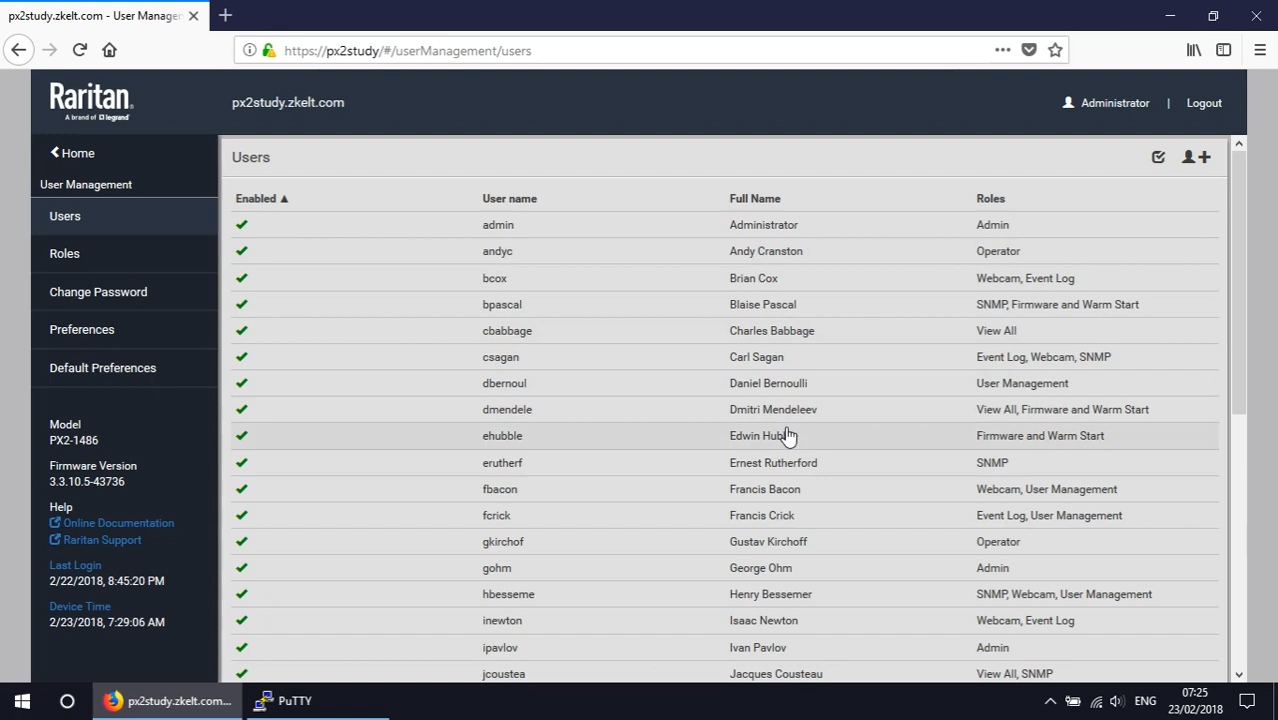 px2study.zkelt.com - User Manage
https://px2study/#/userManagement/users
Raritan.
A brand of legrand
px2study.zkelt.com
Administrator | Logout
Home
User Management
Users
Roles
Change Password
Preferences
Default Preferences
Model
PX2-1486
Firmware Version
3.3.10.5-43736
Help
Online Documentation
Raritan Support
Last Login
2/22/2018, 8:45:20 PM
Device Time
2/23/2018, 7:29:06 AM
Users
Enabled ▲ User name Full Name Roles
admin Administrator Admin
andyc Andy Cranston Operator
bcox Brian Cox Webcam, Event Log
bpascal Blaise Pascal SNMP, Firmware and Warm Start
cbabbage Charles Babbage View All
csagan Carl Sagan Event Log, Webcam, SNMP
dbernoul Daniel Bernoulli User Management
dmendele Dmitri Mendeleev View All, Firmware and Warm Start
ehubble Edwin Firmware and Warm Start
erutherf Ernest Rutherford SNMP
fbacon Francis Bacon Webcam, User Management
fcrick Francis Crick Event Log, User Management
gkirchof Gustav Kirchoff Operator
gohm George Ohm Admin
hbesseme Henry Bessemer SNMP, Webcam, User Management
inewton Isaac Newton Webcam, Event Log
ipavlov Ivan Pavlov Admin
jcoustea Jacques Cousteau View All, SNMP
px2study.zkelt.com...
PuTTY
ENG
07:25
23/02/2018